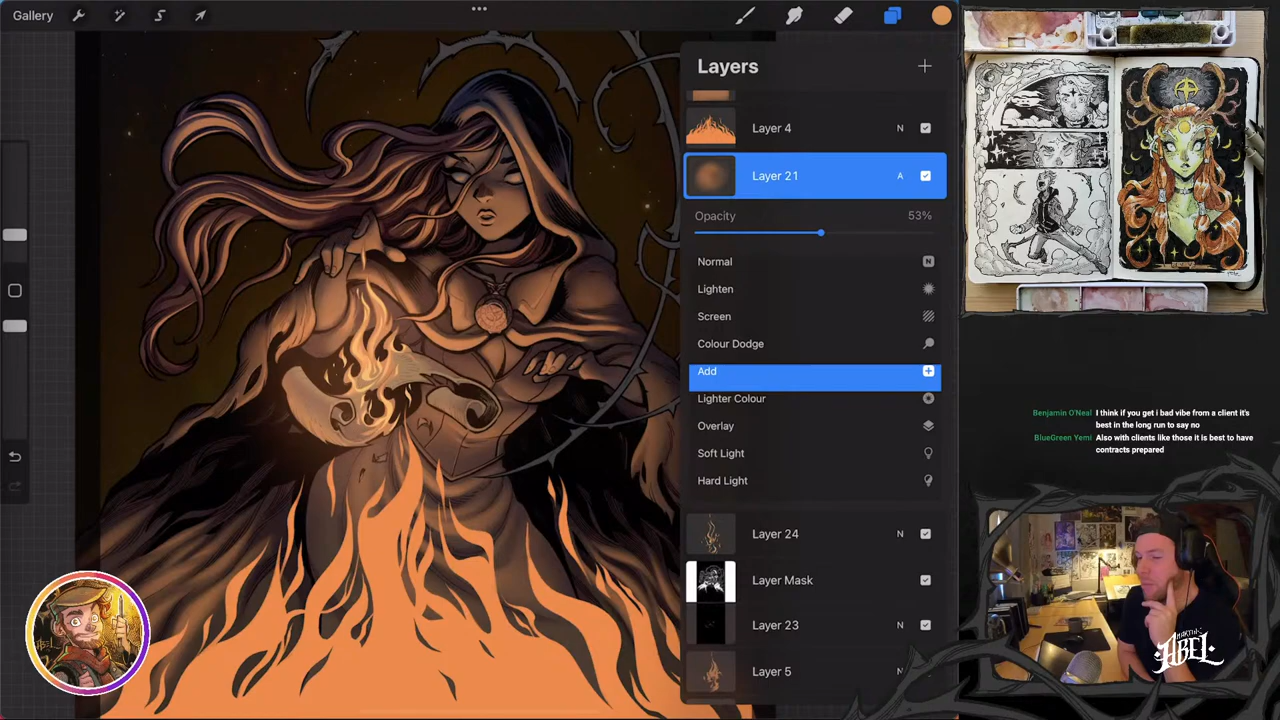 Gallery
Layers
Layer 4 N
Layer 21 A
Opacity 53%
Normal N
Lighten
Screen
Colour Dodge
Add
Lighter Colour
Overlay
Soft Light
Hard Light
Layer 24 N
Layer Mask
Layer 23 N
Layer 5 N
Benjamin O'Neal I think if you get i bad vibe from a client it's
best in the long run to say no
BlueGreen Yemi Also with clients like those it is best to have
contracts prepared
MARTIN
ABEL